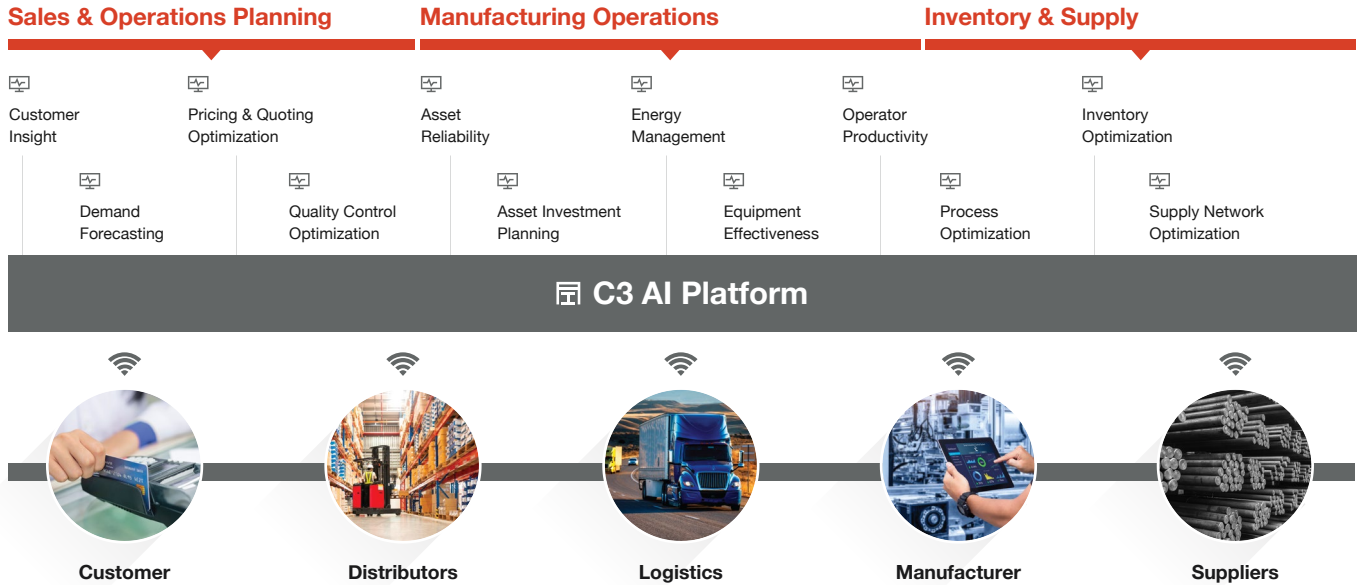 Sales & Operations Planning
Manufacturing Operations
Inventory & Supply
Customer
Insight
Pricing & Quoting
Optimization
Asset
Reliability
Energy
Management
Operator
Productivity
Inventory
Optimization
Demand
Forecasting
Quality Control
Optimization
Asset Investment
Planning
Equipment
Effectiveness
Process
Optimization
Supply Network
Optimization
C3 AI Platform
Customer
Distributors
Logistics
Manufacturer
Suppliers